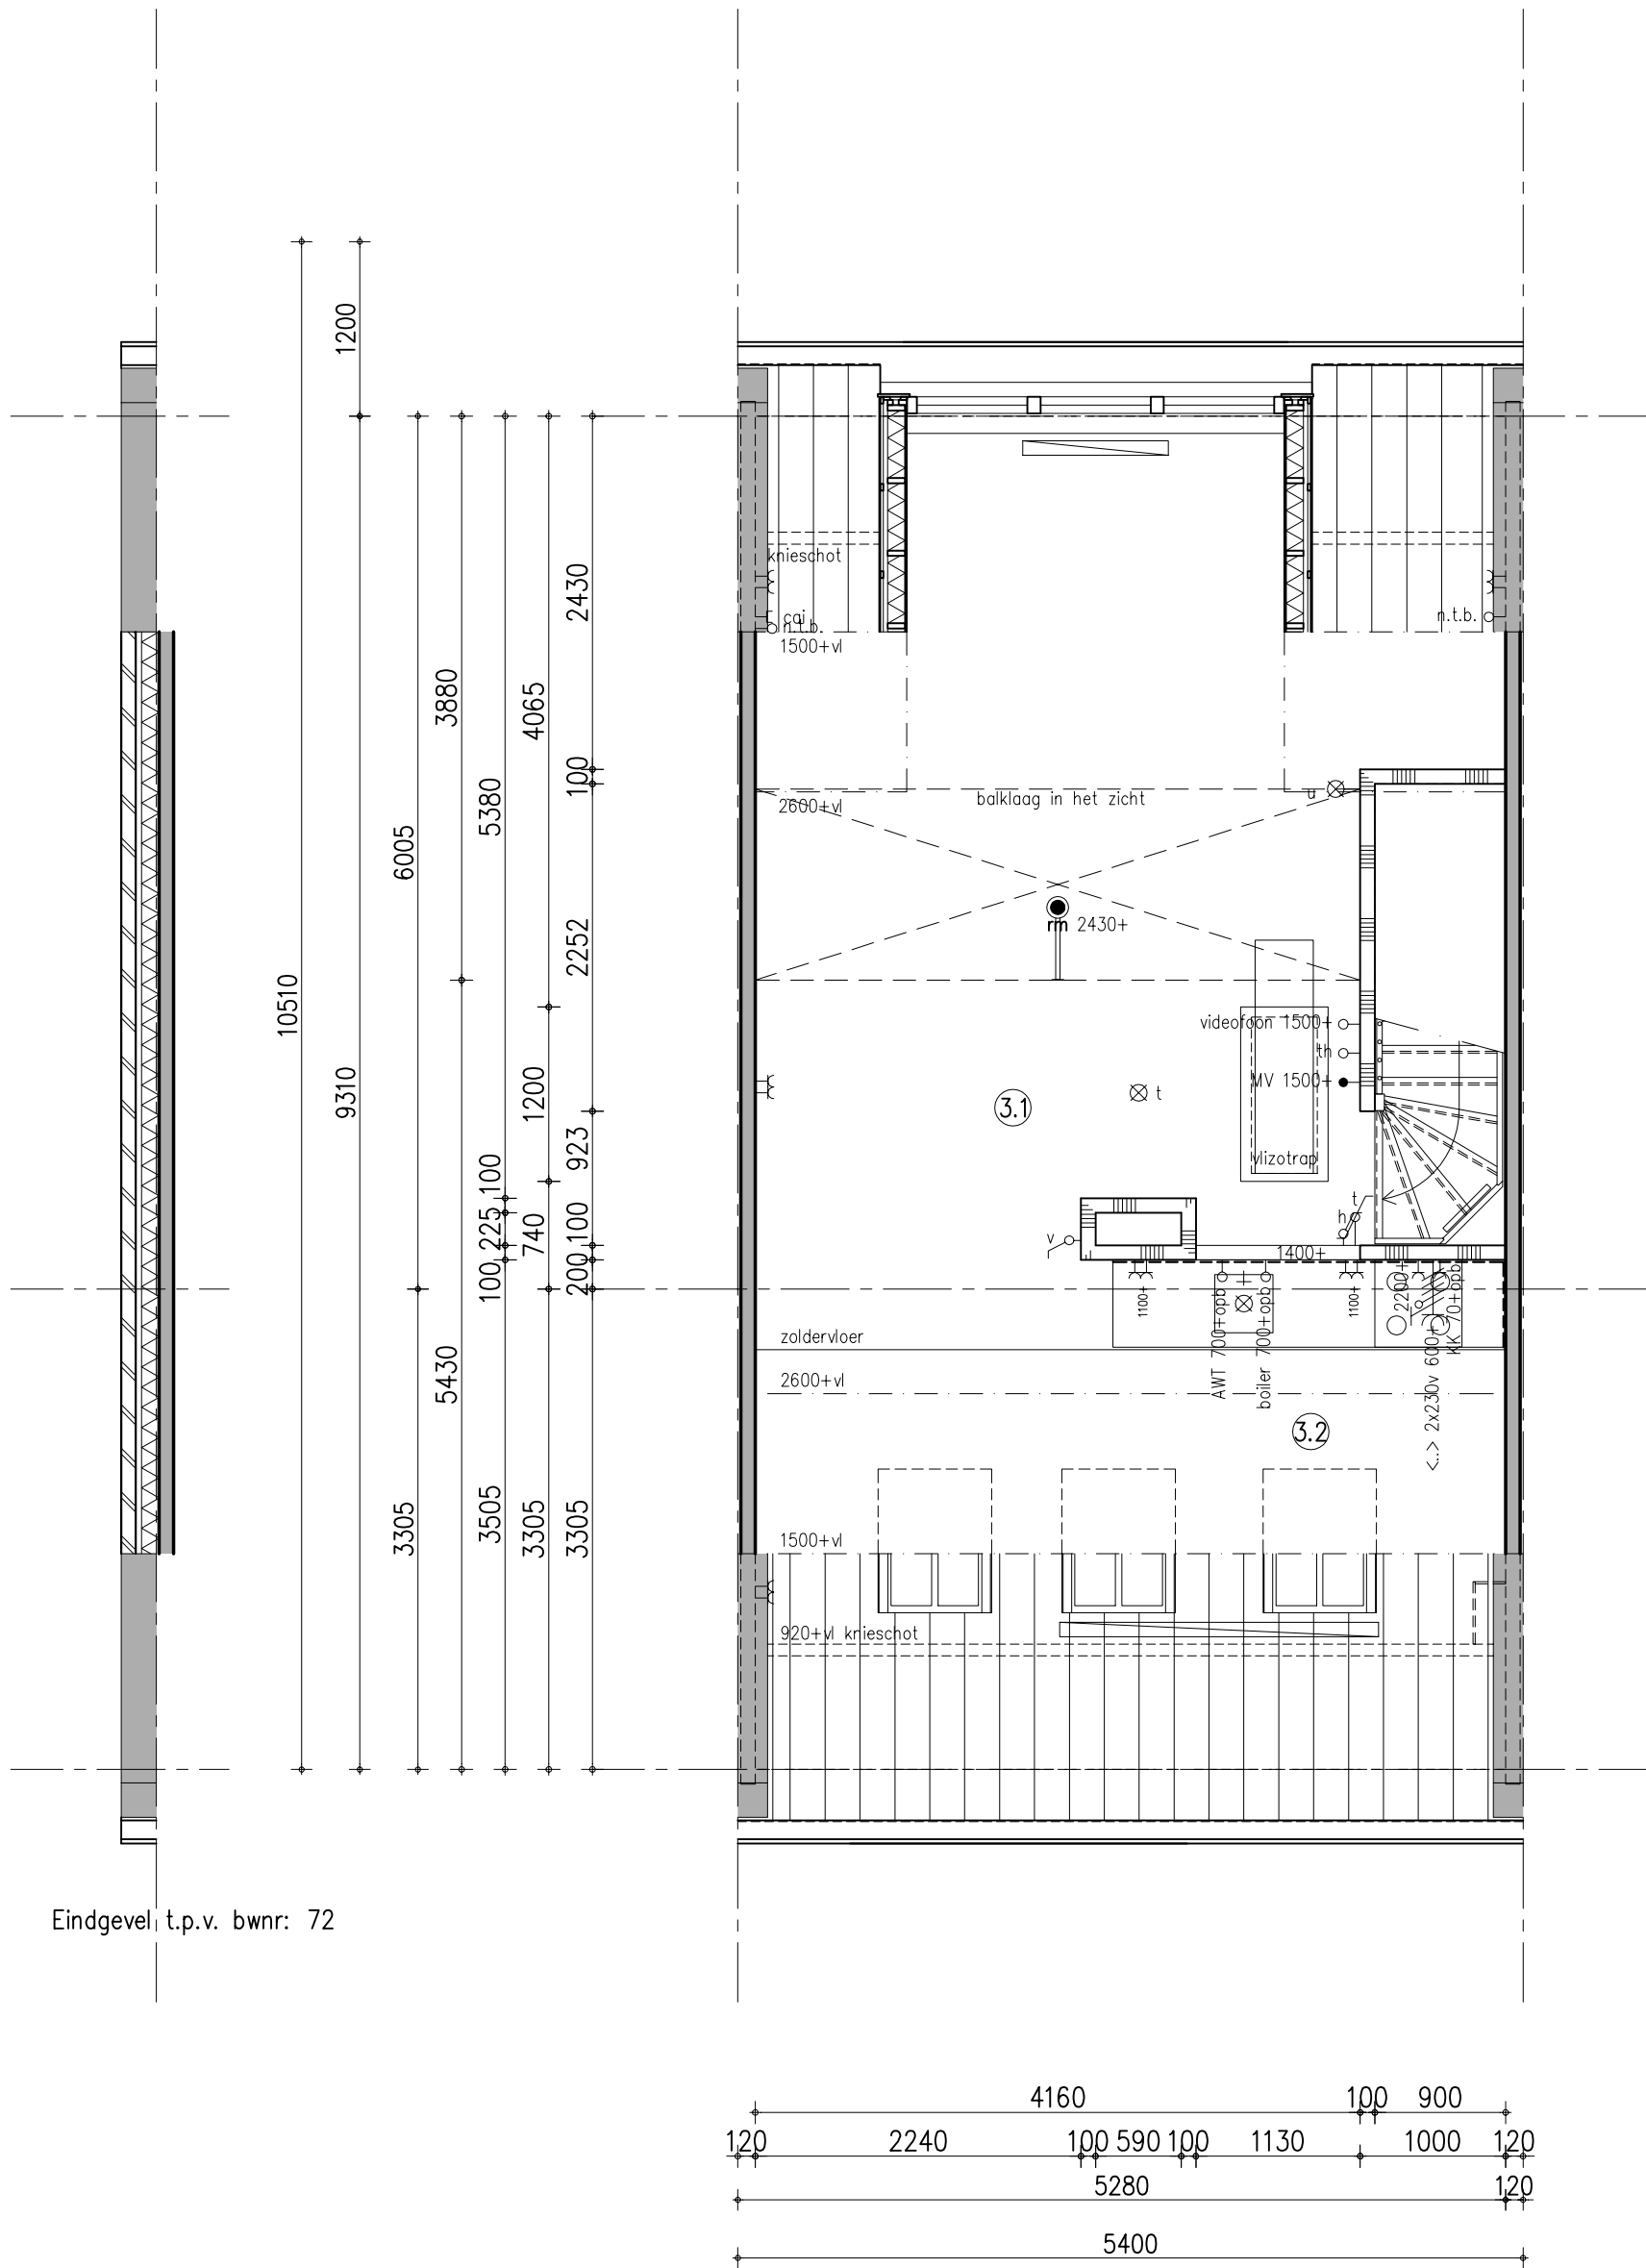 1200
knieschot
2430
cai
n.t.b.
n.t.b.
1500+vl
3880
4065
100
2600+vl
balklaag in het zicht
u
5380
6005
rm 2430+
2252
10510
videofoon 1500+
th
MV 1500+
9310
1200
3.1
t
923
100
vlizotrap
225
740
100
t
h
v
1400+
100
200
1100+
1100+
2200+
AWT 700+opb
boiler 700+opb
KK 70+opb
<..> 2x230v 600+
zoldervloer
5430
2600+vl
3.2
3305
3505
3305
3305
1500+vl
920+vl knieschot
Eindgevel t.p.v. bwnr: 72
4160 100 900
120 2240 100 590 100 1130 1000 120
5280 120
5400